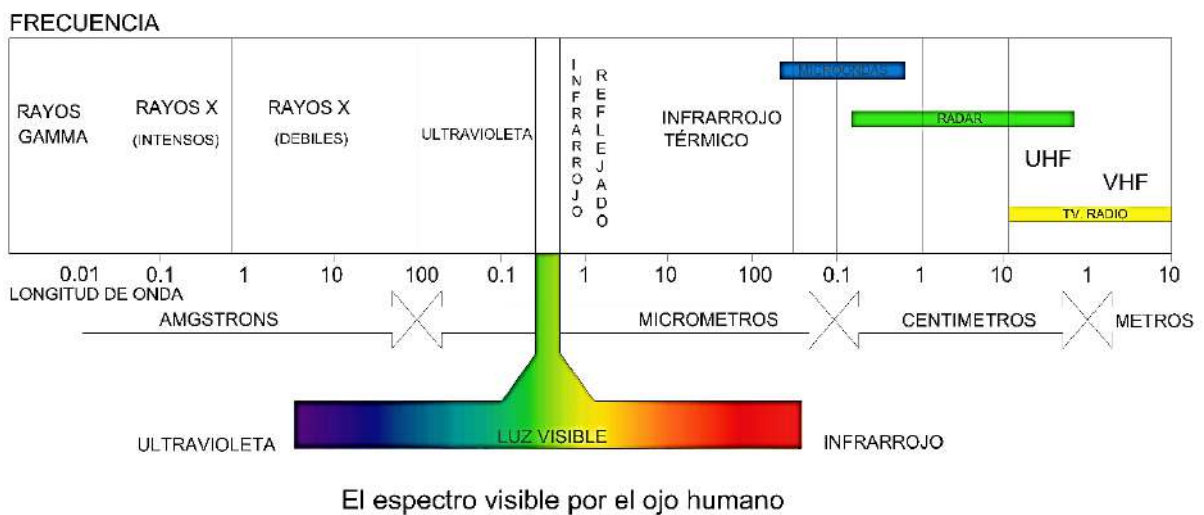 FRECUENCIA
RAYOS
GAMMA
RAYOS X
(INTENSOS)
RAYOS X
(DEBILES)
ULTRAVIOLETA
INFRARROJO
REFLEJADO
INFRARROJO
TÉRMICO
MICROONDAS
RADAR
UHF
VHF
TV. RADIO
0.01 0.1 1 10 100 0.1 1 10 100 0.1 1 10 1 10
LONGITUD DE ONDA
AMGSTRONS MICROMETROS CENTIMETROS METROS
ULTRAVIOLETA LUZ VISIBLE INFRARROJO
El espectro visible por el ojo humano